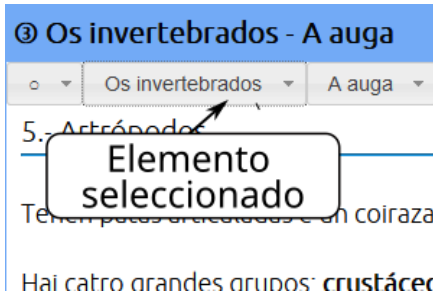 ③ Os invertebrados - A auga
Os invertebrados A auga
5.- Artrópodos
Elemento
seleccionado
Teñen patas articuladas e un coiraza
Hai catro grandes grupos: crustáceo